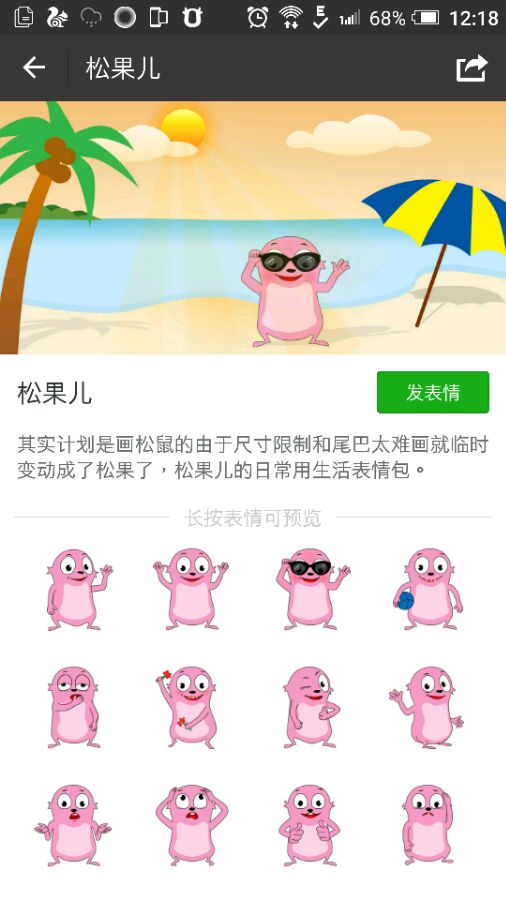 68% 12:18
松果儿
松果儿
发表情
其实计划是画松鼠的由于尺寸限制和尾巴太难画就临时
变动成了松果了，松果儿的日常用生活表情包。
长按表情可预览